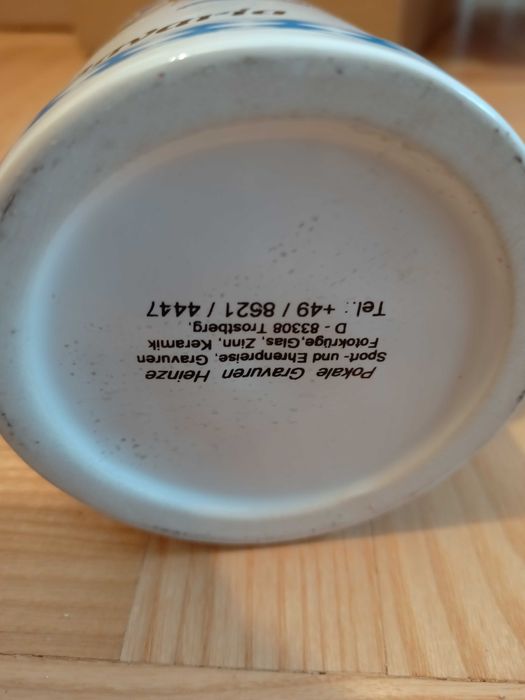 Pokale Gravuren Heinze
Sport- und Ehrenpreise, Gravuren
Fotokrüge,Glas, Zinn, Keramik
D - 83308 Trostberg.
Tel.: +49 / 8621 / 4447